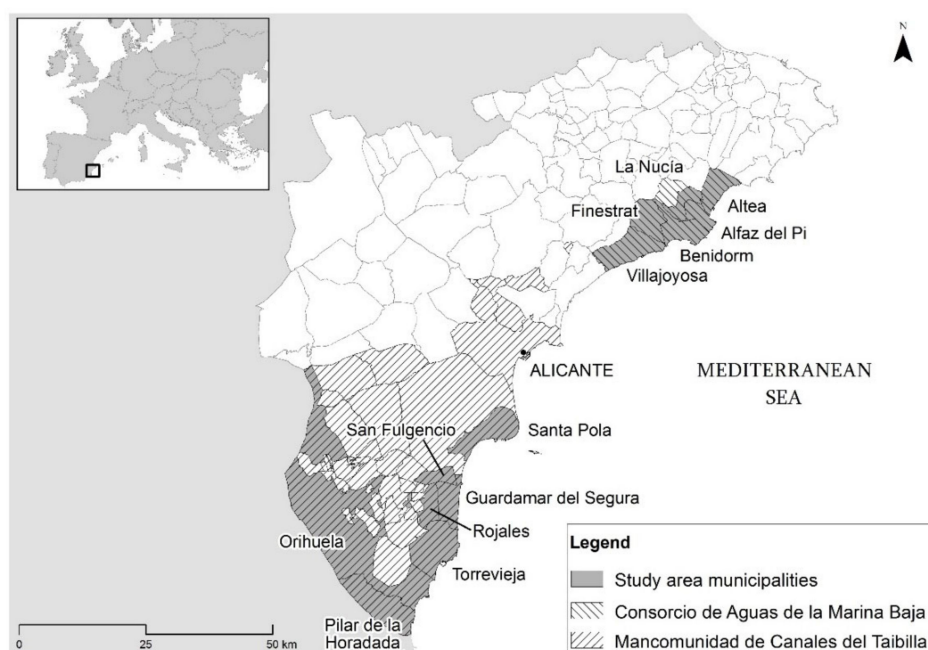 N
La Nucía
Finestrat
Altea
Alfaz del Pi
Benidorm
Villajoyosa
ALICANTE
MEDITERRANEAN
SEA
San Fulgencio
Santa Pola
Guardamar del Segura
Rojales
Orihuela
Torrevieja
Pilar de la
Horadada
0 25 50 km
Legend
Study area municipalities
Consorcio de Aguas de la Marina Baja
Mancomunidad de Canales del Taibilla